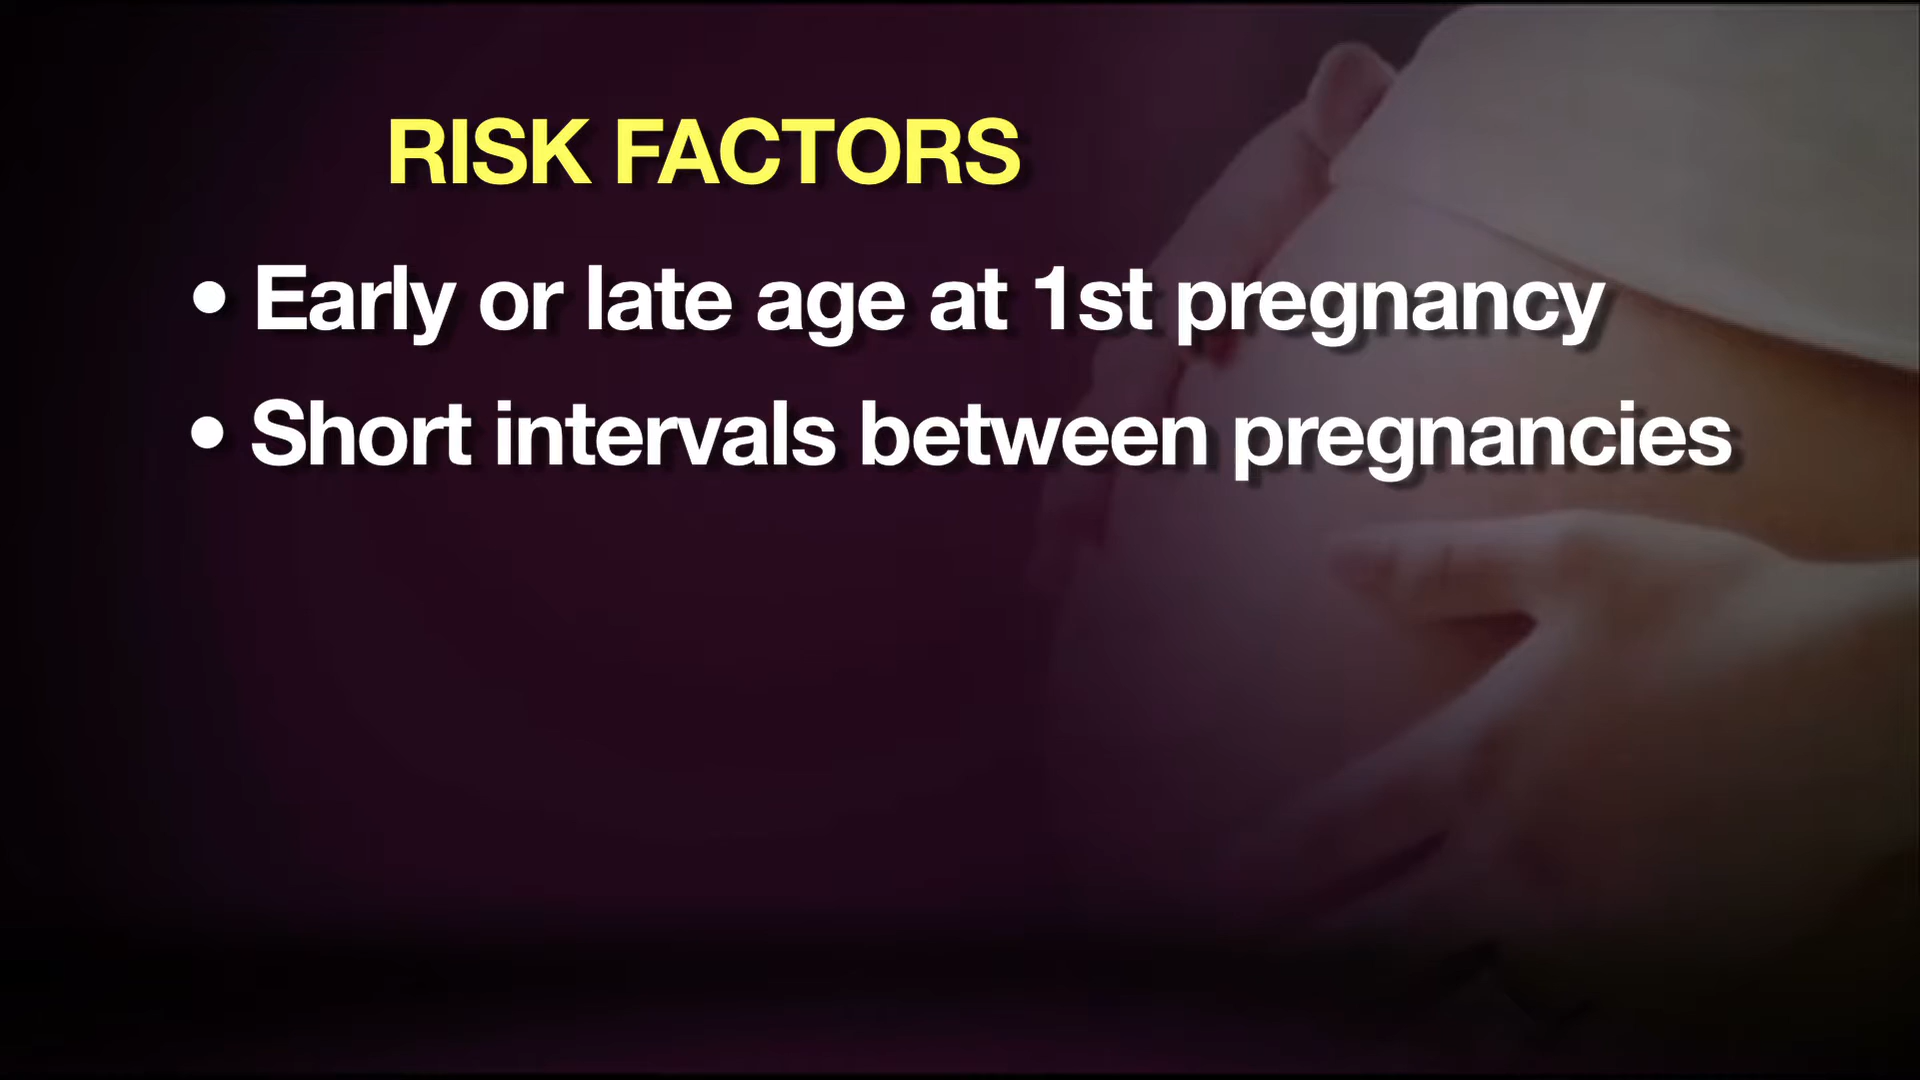 RISK FACTORS
• Early or late age at 1st pregnancy
• Short intervals between pregnancies